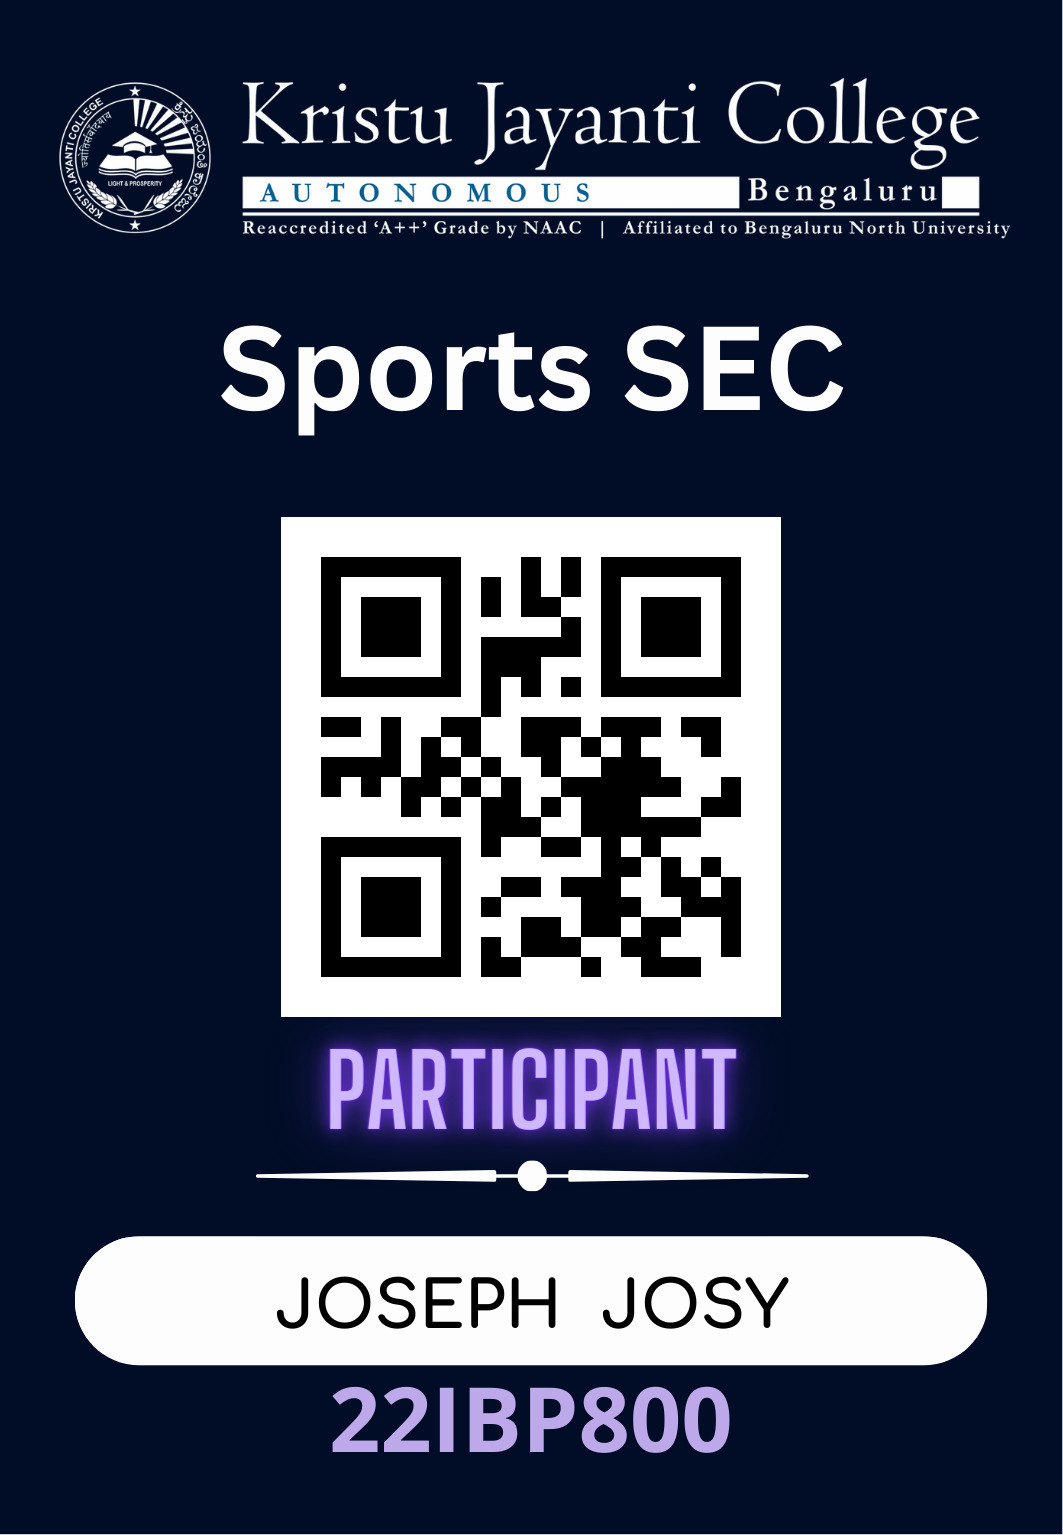 KRISTU JAYANTI COLLEGE
ಕ್ರಿಸ್ತು ಜಯಂತಿ ಕಾಲೇಜು
LIGHT & PROSPERITY
Kristu Jayanti College
AUTONOMOUS Bengaluru
Reaccredited ‘A++’ Grade by NAAC | Affiliated to Bengaluru North University
Sports SEC
PARTICIPANT
JOSEPH JOSY
22IBP800